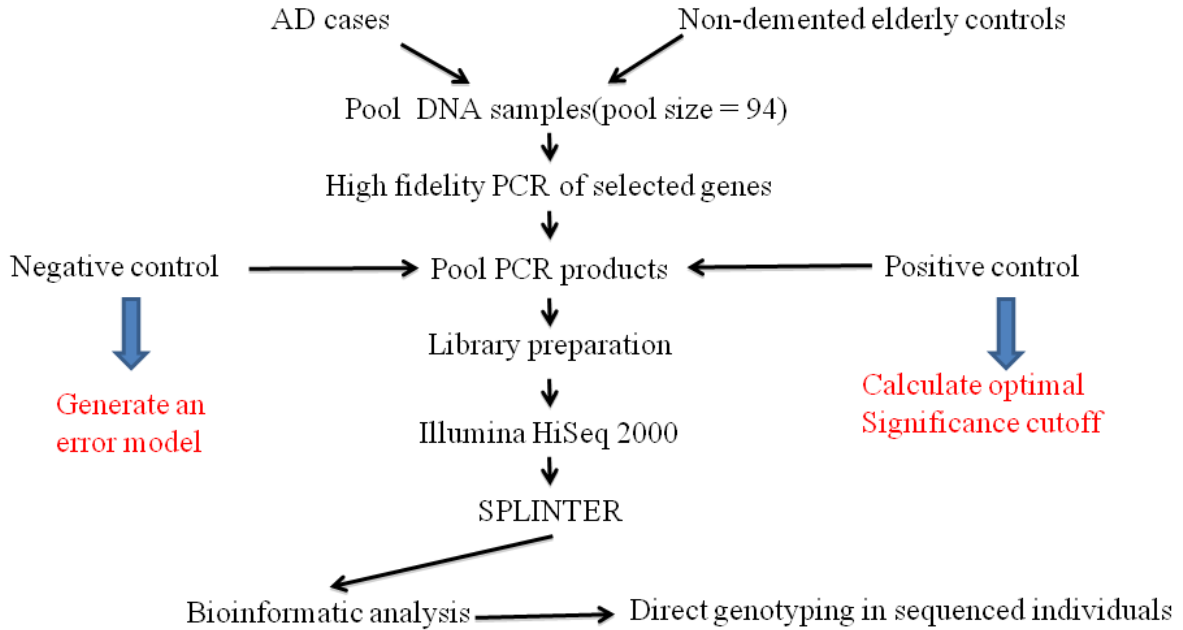 AD cases
Non-demented elderly controls
Pool DNA samples(pool size = 94)
High fidelity PCR of selected genes
Negative control
Pool PCR products
Positive control
Library preparation
Generate an
error model
Calculate optimal
Significance cutoff
Illumina HiSeq 2000
SPLINTER
Bioinformatic analysis
Direct genotyping in sequenced individuals